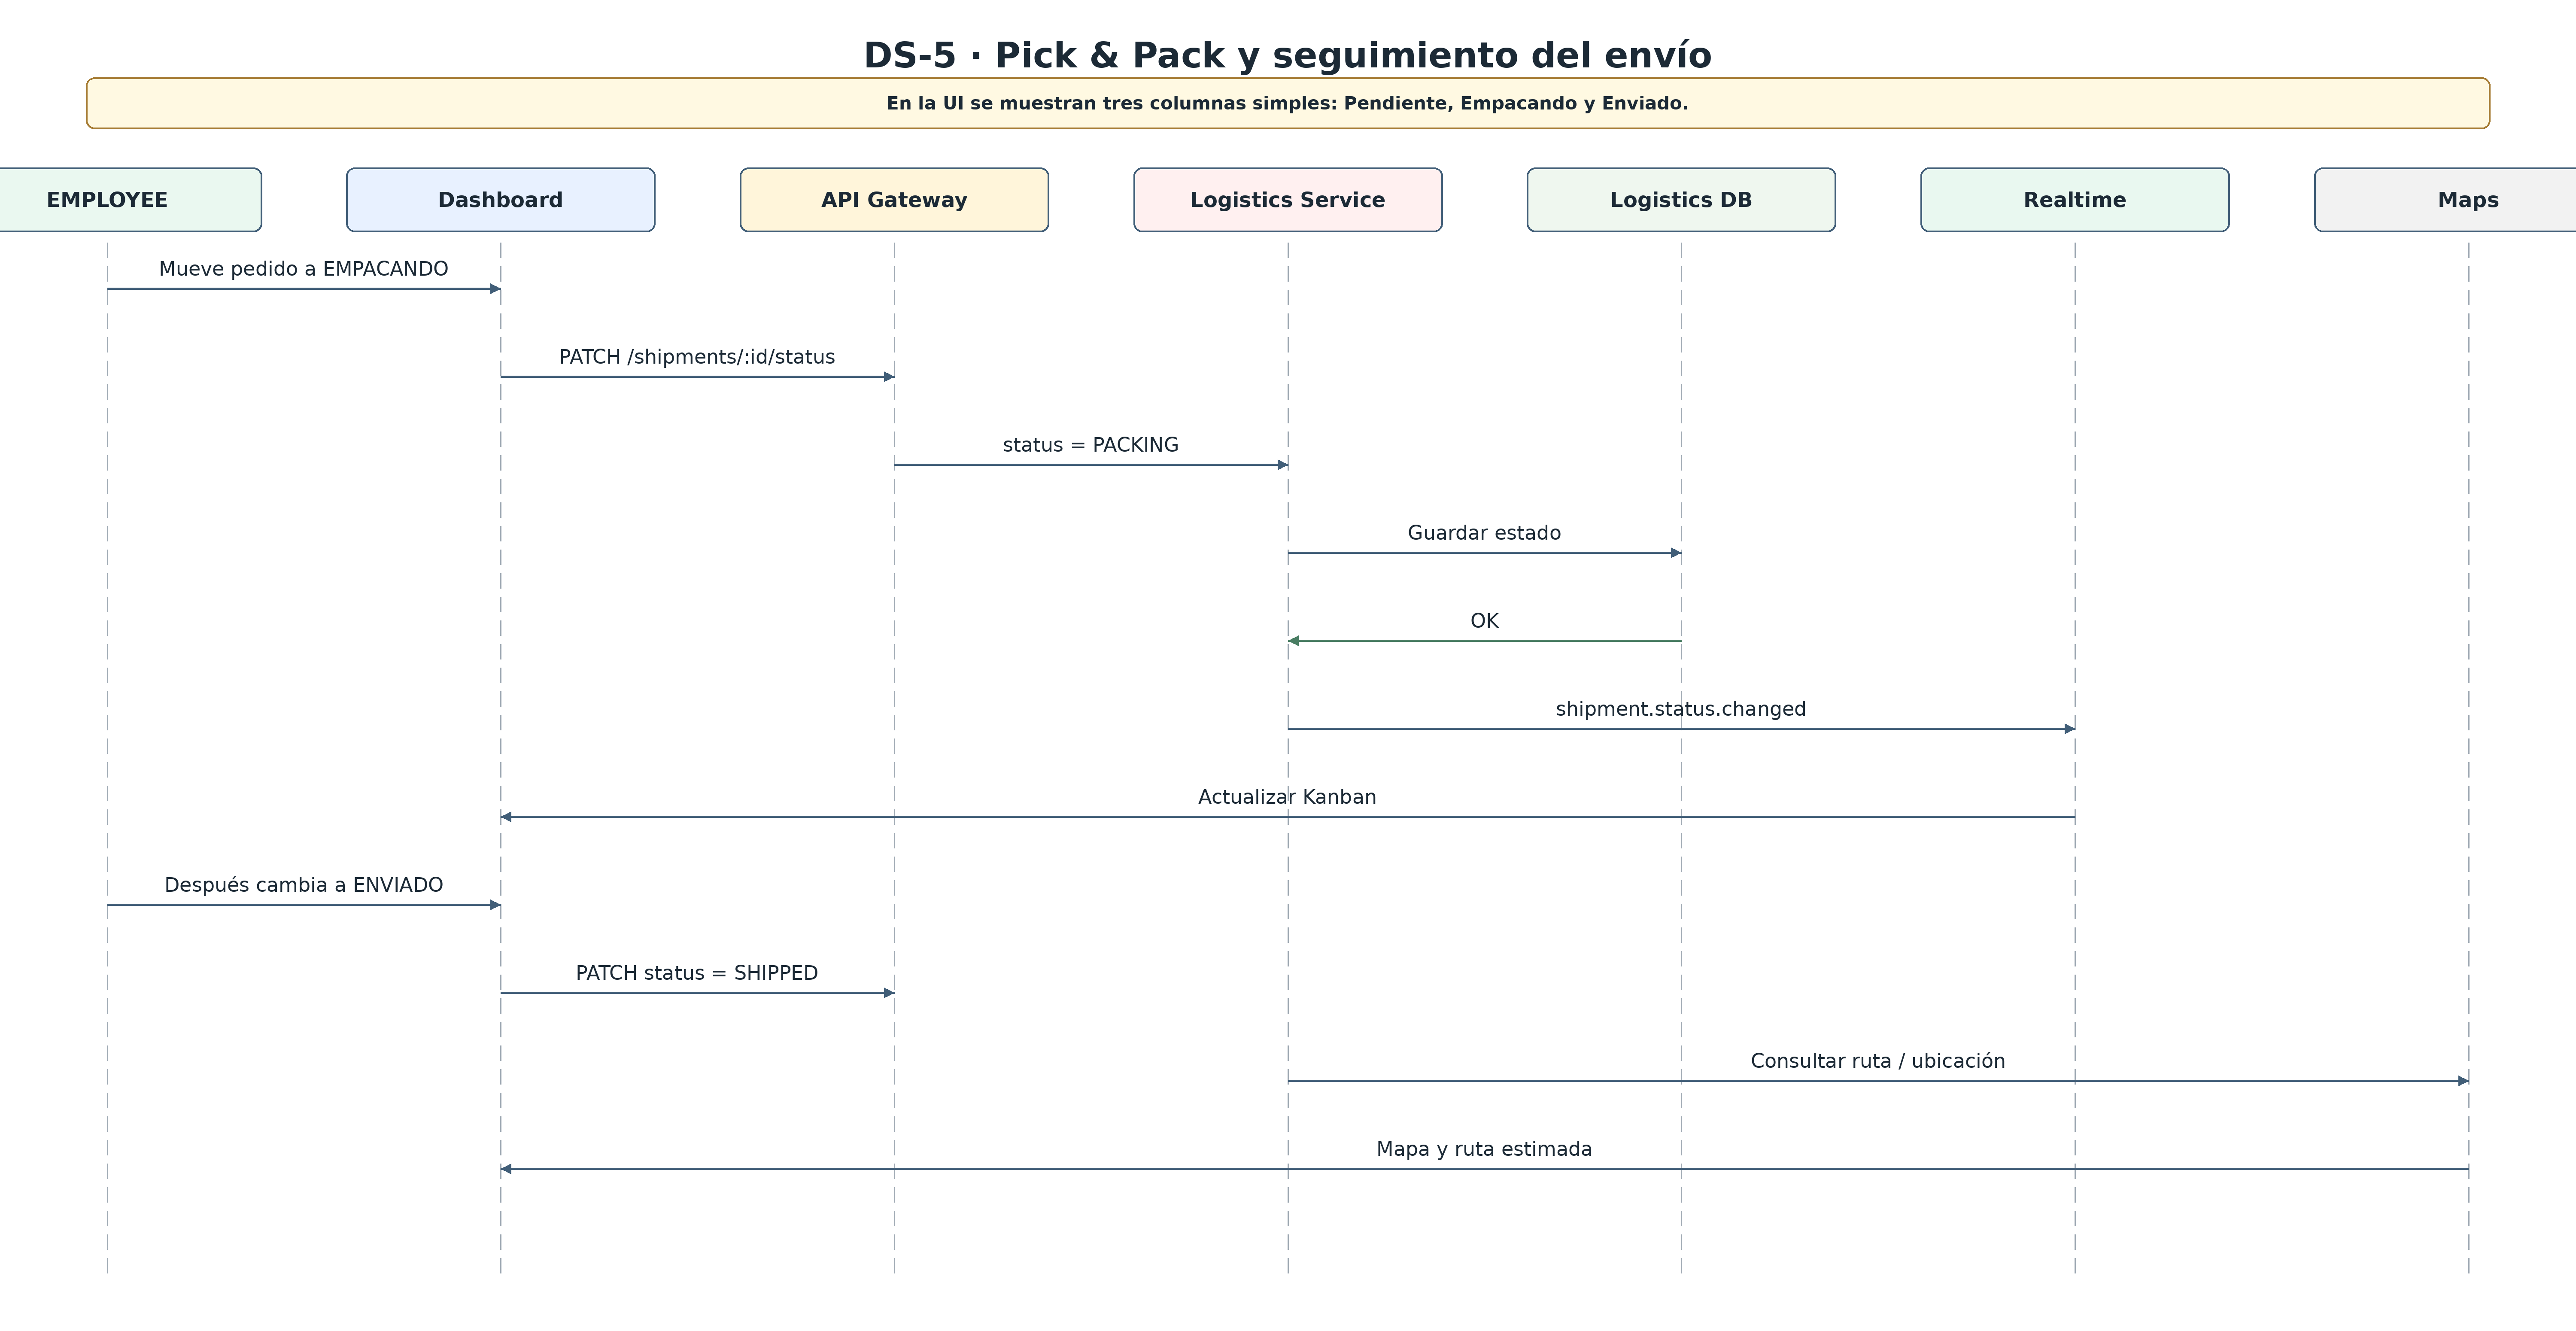 DS-5 · Pick & Pack y seguimiento del envío
En la UI se muestran tres columnas simples: Pendiente, Empacando y Enviado.
EMPLOYEE
Dashboard
API Gateway
Logistics Service
Logistics DB
Realtime
Maps
Mueve pedido a EMPACANDO
PATCH /shipments/:id/status
status = PACKING
Guardar estado
OK
shipment.status.changed
Actualizar Kanban
Después cambia a ENVIADO
PATCH status = SHIPPED
Consultar ruta / ubicación
Mapa y ruta estimada